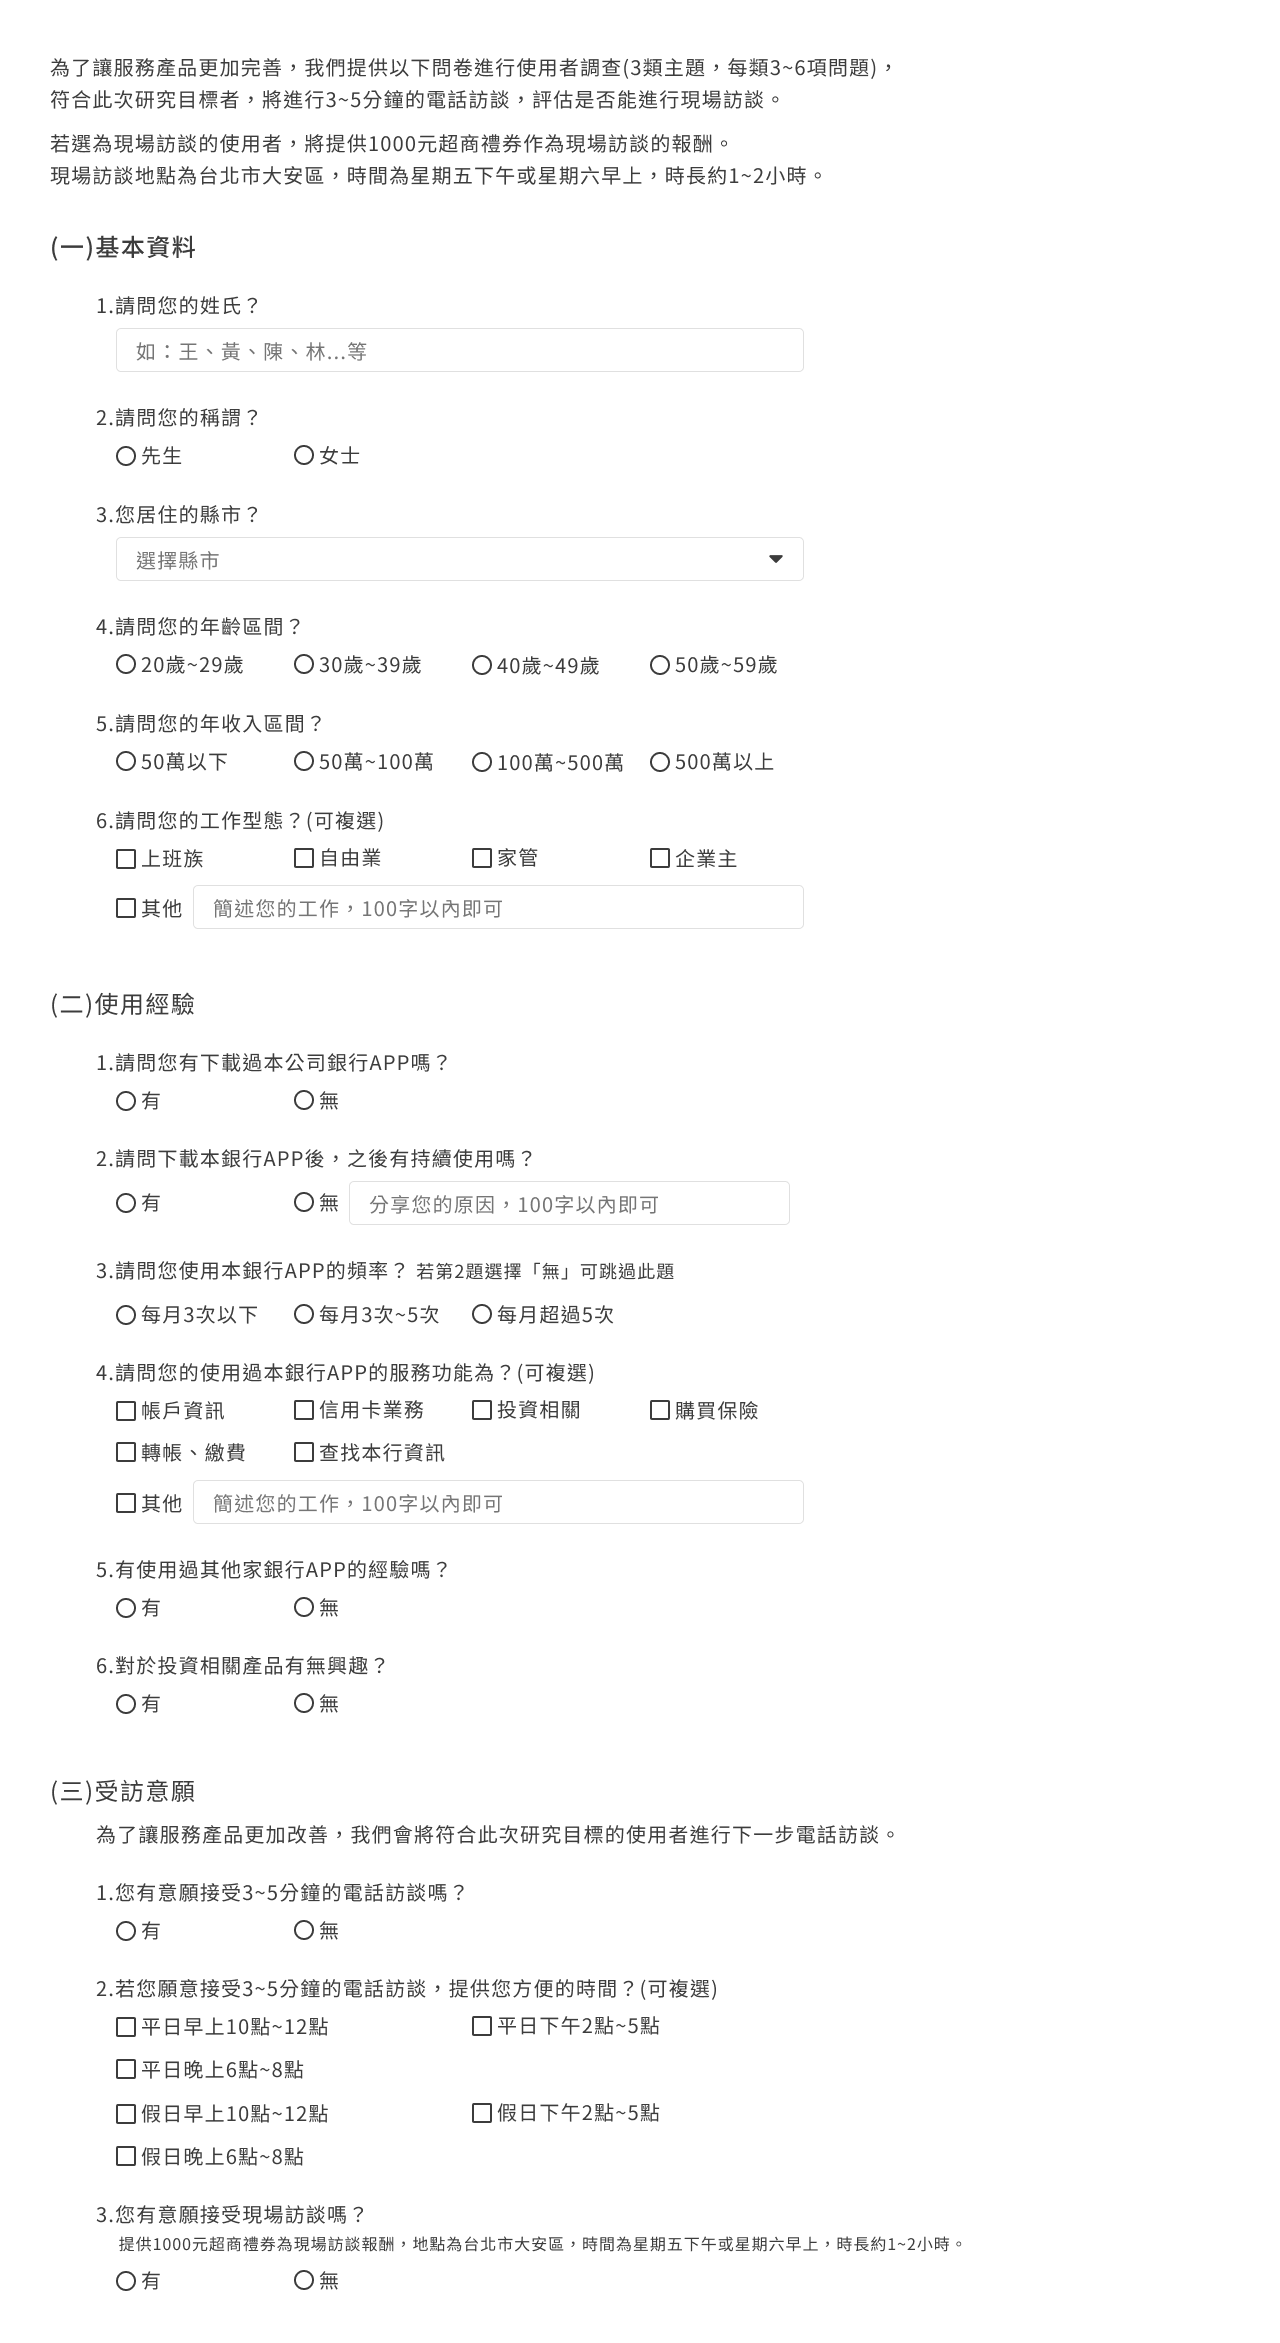 為了讓服務產品更加完善，我們提供以下問卷進行使用者調查(3類主題，每類3~6項問題)，
符合此次研究目標者，將進行3~5分鐘的電話訪談，評估是否能進行現場訪談。
若選為現場訪談的使用者，將提供1000元超商禮券作為現場訪談的報酬。
現場訪談地點為台北市大安區，時間為星期五下午或星期六早上，時長約1~2小時。
(一)基本資料
1.請問您的姓氏？
如：王、黃、陳、林...等
2.請問您的稱謂？
先生 女士
3.您居住的縣市？
選擇縣市
4.請問您的年齡區間？
20歲~29歲 30歲~39歲 40歲~49歲 50歲~59歲
5.請問您的年收入區間？
50萬以下 50萬~100萬 100萬~500萬 500萬以上
6.請問您的工作型態？(可複選)
上班族 自由業 家管 企業主
其他 簡述您的工作，100字以內即可
(二)使用經驗
1.請問您有下載過本公司銀行APP嗎？
有 無
2.請問下載本銀行APP後，之後有持續使用嗎？
有 無 分享您的原因，100字以內即可
3.請問您使用本銀行APP的頻率？ 若第2題選擇「無」可跳過此題
每月3次以下 每月3次~5次 每月超過5次
4.請問您的使用過本銀行APP的服務功能為？(可複選)
帳戶資訊 信用卡業務 投資相關 購買保險
轉帳、繳費 查找本行資訊
其他 簡述您的工作，100字以內即可
5.有使用過其他家銀行APP的經驗嗎？
有 無
6.對於投資相關產品有無興趣？
有 無
(三)受訪意願
為了讓服務產品更加改善，我們會將符合此次研究目標的使用者進行下一步電話訪談。
1.您有意願接受3~5分鐘的電話訪談嗎？
有 無
2.若您願意接受3~5分鐘的電話訪談，提供您方便的時間？(可複選)
平日早上10點~12點 平日下午2點~5點
平日晚上6點~8點
假日早上10點~12點 假日下午2點~5點
假日晚上6點~8點
3.您有意願接受現場訪談嗎？
提供1000元超商禮券為現場訪談報酬，地點為台北市大安區，時間為星期五下午或星期六早上，時長約1~2小時。
有 無